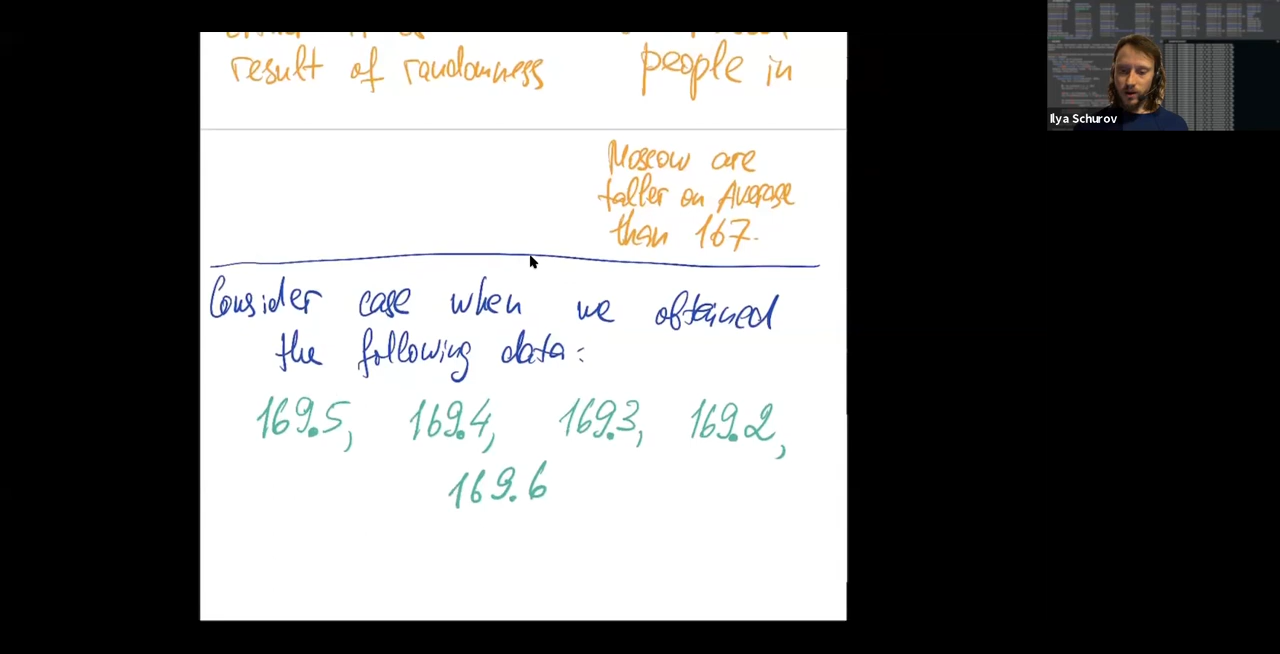 result of randomness
people in
Moscow are
taller on Average
than 167.
Consider case when we obtained
the following data:
169.5, 169.4, 169.3, 169.2,
169.6
Ilya Schurov